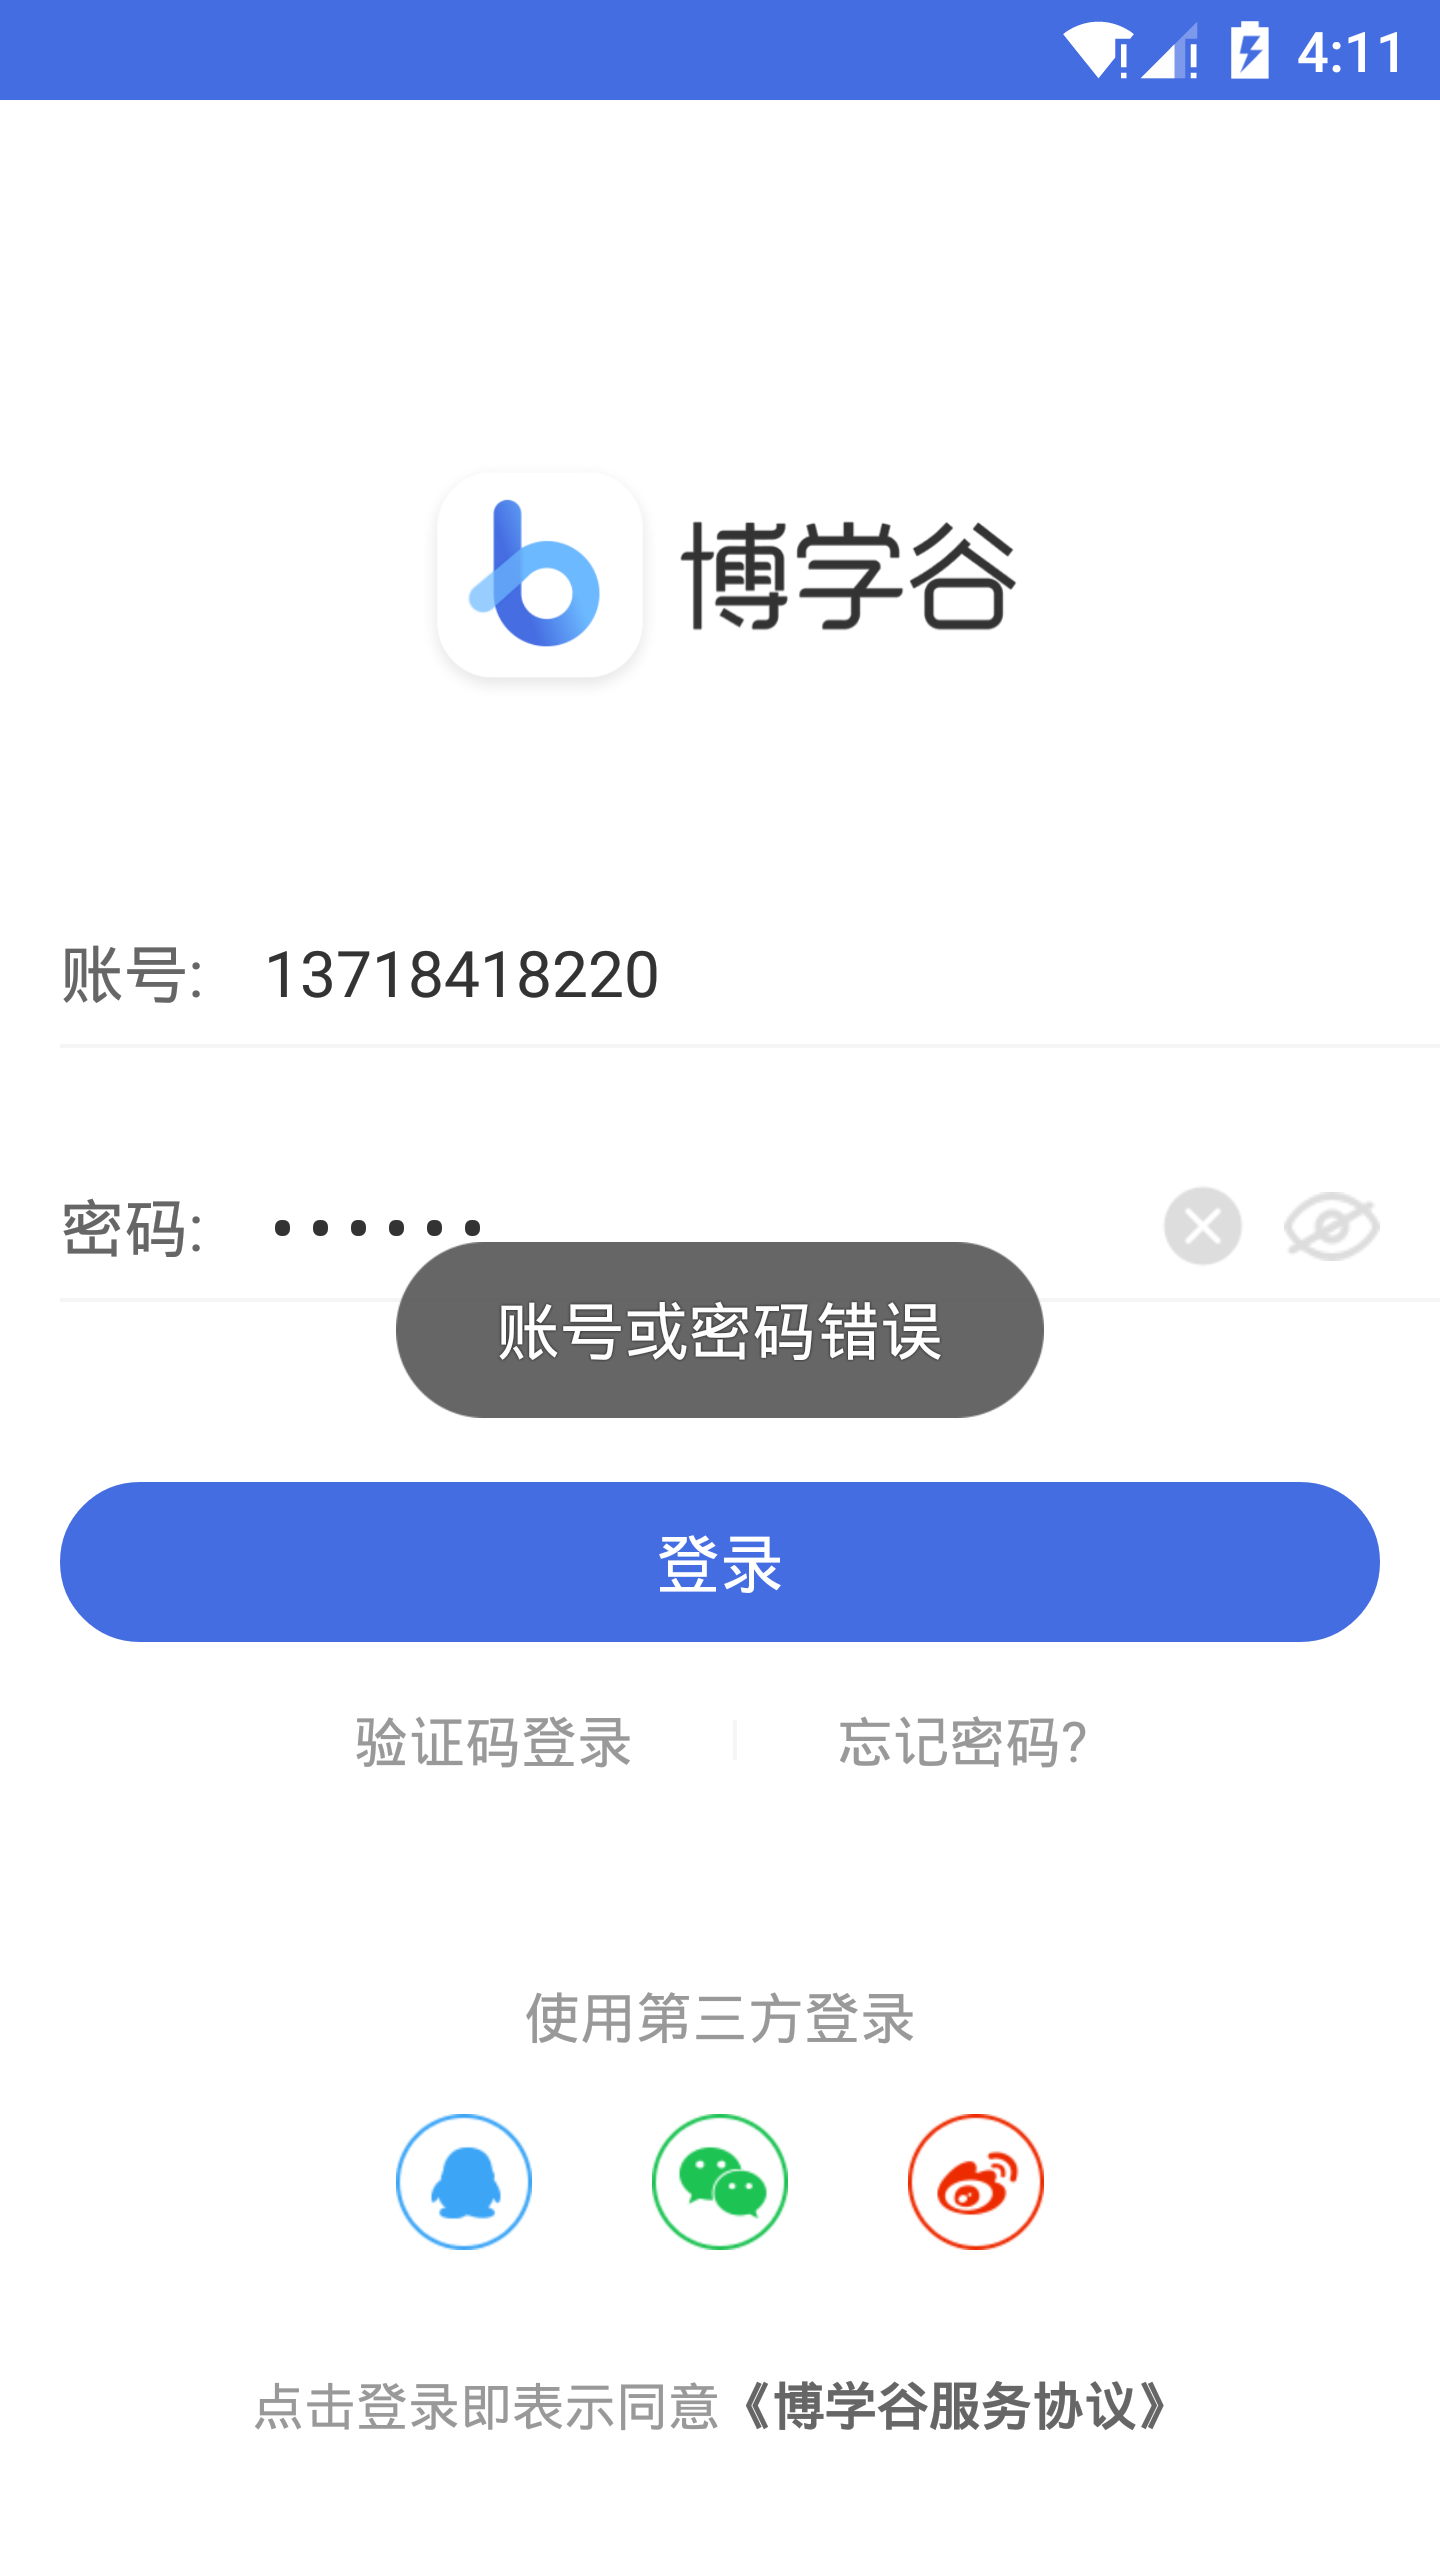 4:11
博学谷
账号: 13718418220
密码: ••••••
账号或密码错误
登录
验证码登录 忘记密码?
使用第三方登录
点击登录即表示同意《博学谷服务协议》